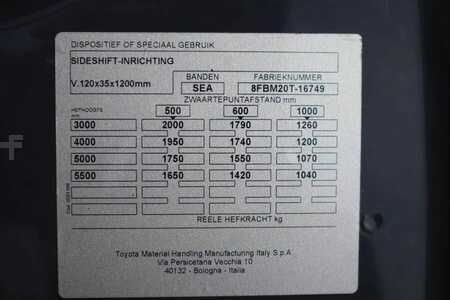 DISPOSITIEF OF SPECIAAL GEBRUIK
SIDESHIFT-INRICHTING
V.120x35x1200mm
BANDEN FABRIEKNUMMER
SEA 8FBM20T-16749
ZWAARTEPUNTAFSTAND mm
HEFHOOGTE mm 500 600 1000
3000 2000 1790 1260
4000 1950 1740 1200
5000 1750 1550 1070
5500 1650 1420 1040
REELE HEFKRACHT kg
Toyota Material Handling Manufacturing Italy S.p.A
Via Persicetana Vecchia 10
40132 - Bologna - Italia